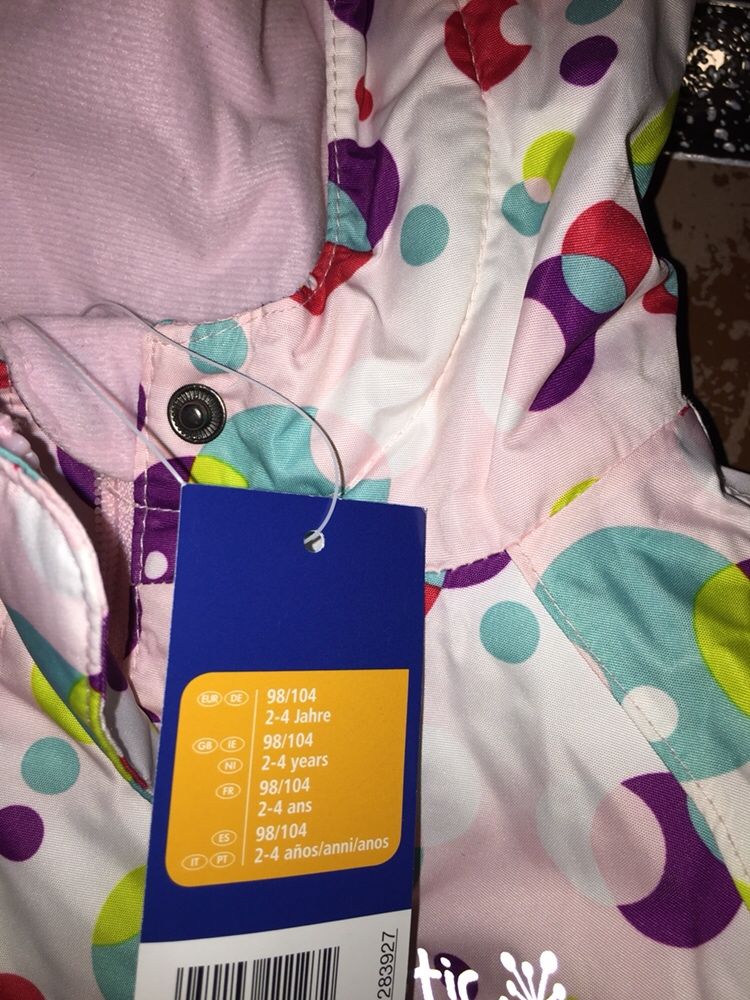 EUR DE 98/104
2-4 Jahre
GB IE 98/104
NI 2-4 years
FR 98/104
2-4 ans
ES 98/104
IT PT 2-4 años/anni/anos
283927
tic